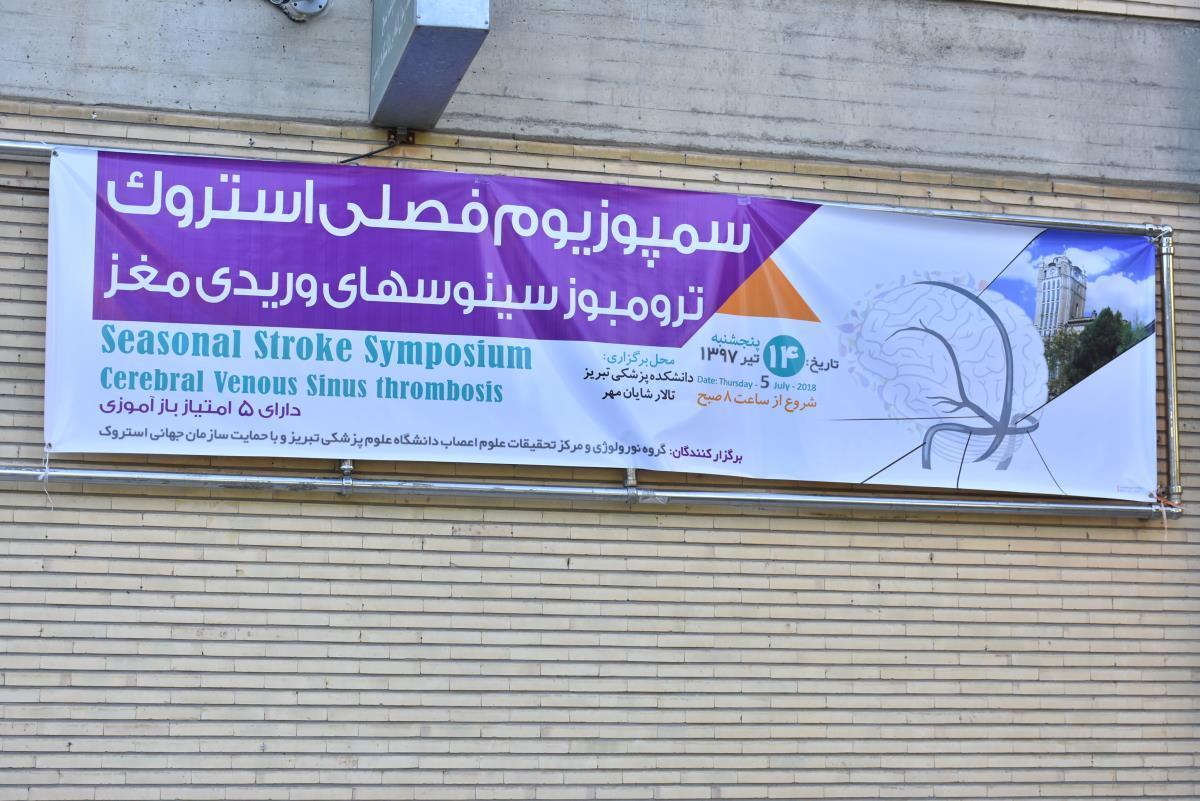 سمپوزیوم فصلی استروک
ترومبوز سینوسهای وریدی مغز
Seasonal Stroke Symposium
Cerebral Venous Sinus thrombosis
دارای ۵ امتیاز بازآموزی
محل برگزاری:
دانشکده پزشکی تبریز
تالار شایان مهر
تاریخ: ۱۴ پنجشنبه
تیر ۱۳۹۷
Date: Thursday - 5 July - 2018
شروع از ساعت ۸ صبح
برگزار کنندگان: گروه نورولوژی و مرکز تحقیقات علوم اعصاب دانشگاه علوم پزشکی تبریز و با حمایت سازمان جهانی استروک